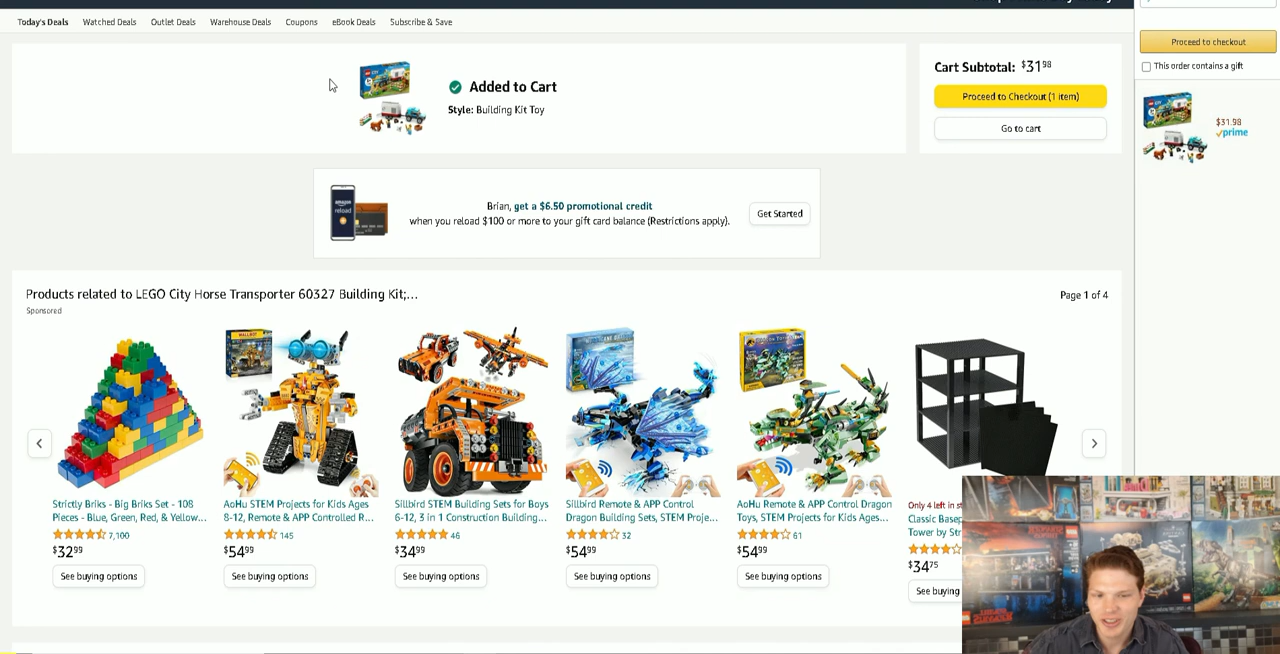 Today's Deals
Watched Deals
Outlet Deals
Warehouse Deals
Coupons
eBook Deals
Subscribe & Save
Added to Cart
Style: Building Kit Toy
Cart Subtotal: $31.98
Proceed to Checkout (1 item)
Go to cart
Proceed to checkout
This order contains a gift
$31.98
prime
amazon
reload
Brian, get a $6.50 promotional credit
when you reload $100 or more to your gift card balance (Restrictions apply).
Get Started
Products related to LEGO City Horse Transporter 60327 Building Kit;...
Page 1 of 4
Sponsored
Strictly Briks - Big Briks Set - 108
Pieces - Blue, Green, Red, & Yellow...
7,100
$32.99
See buying options
AoHu STEM Projects for Kids Ages
8-12, Remote & APP Controlled R...
145
$54.99
See buying options
Sillbird STEM Building Sets for Boys
6-12, 3 in 1 Construction Building...
46
$34.99
See buying options
Sillbird Remote & APP Control
Dragon Building Sets, STEM Proje...
32
$54.99
See buying options
AoHu Remote & APP Control Dragon
Toys, STEM Projects for Kids Ages...
61
$54.99
See buying options
Only 4 left in st
Classic Basep
Tower by Str
$34.75
See buying